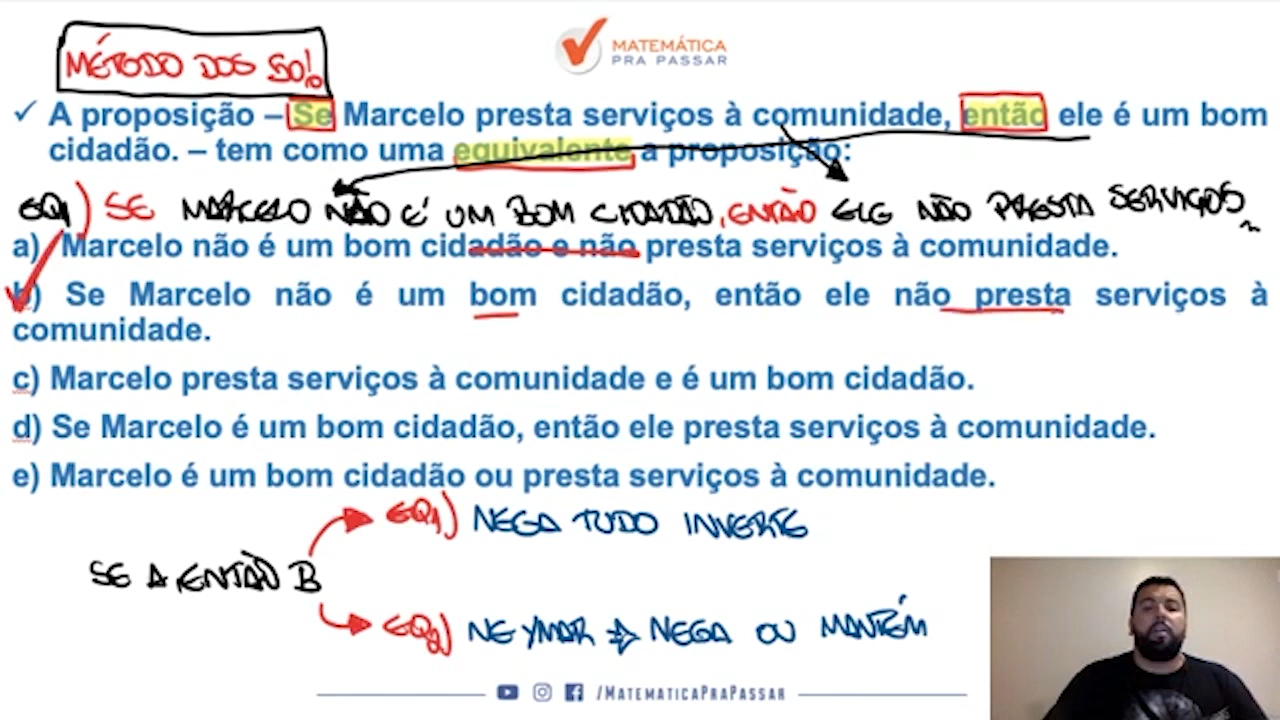 MÉTODO DOS 50!
MATEMÁTICA
PRA PASSAR
✓ A proposição – Se Marcelo presta serviços à comunidade, então ele é um bom
cidadão. – tem como uma equivalente a proposição:
EQ1) SE MARCELO NÃO É UM BOM CIDADÃO, ENTÃO ELE NÃO PRESTA SERVIÇOS
a) Marcelo não é um bom cidadão e não presta serviços à comunidade.
b) Se Marcelo não é um bom cidadão, então ele não presta serviços à
comunidade.
c) Marcelo presta serviços à comunidade e é um bom cidadão.
d) Se Marcelo é um bom cidadão, então ele presta serviços à comunidade.
e) Marcelo é um bom cidadão ou presta serviços à comunidade.
EQ1) NEGA TUDO INVERTE
SE A ENTÃO B
EQ2) NEYMAR → NEGA OU MANTÉM
/MATEMATICAPRAPASSAR